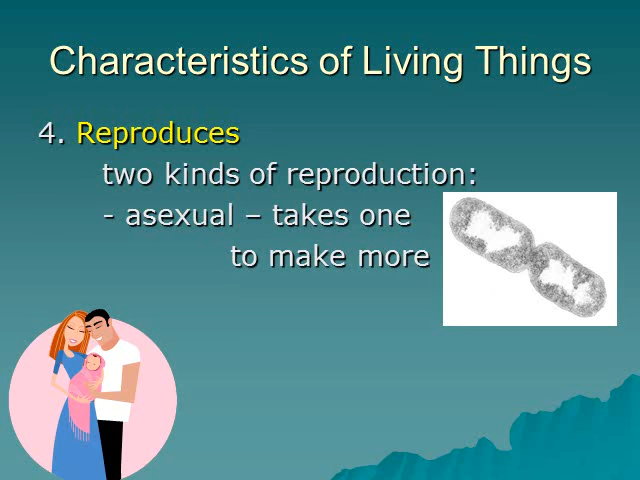 Characteristics of Living Things
4. Reproduces
two kinds of reproduction:
- asexual – takes one
to make more